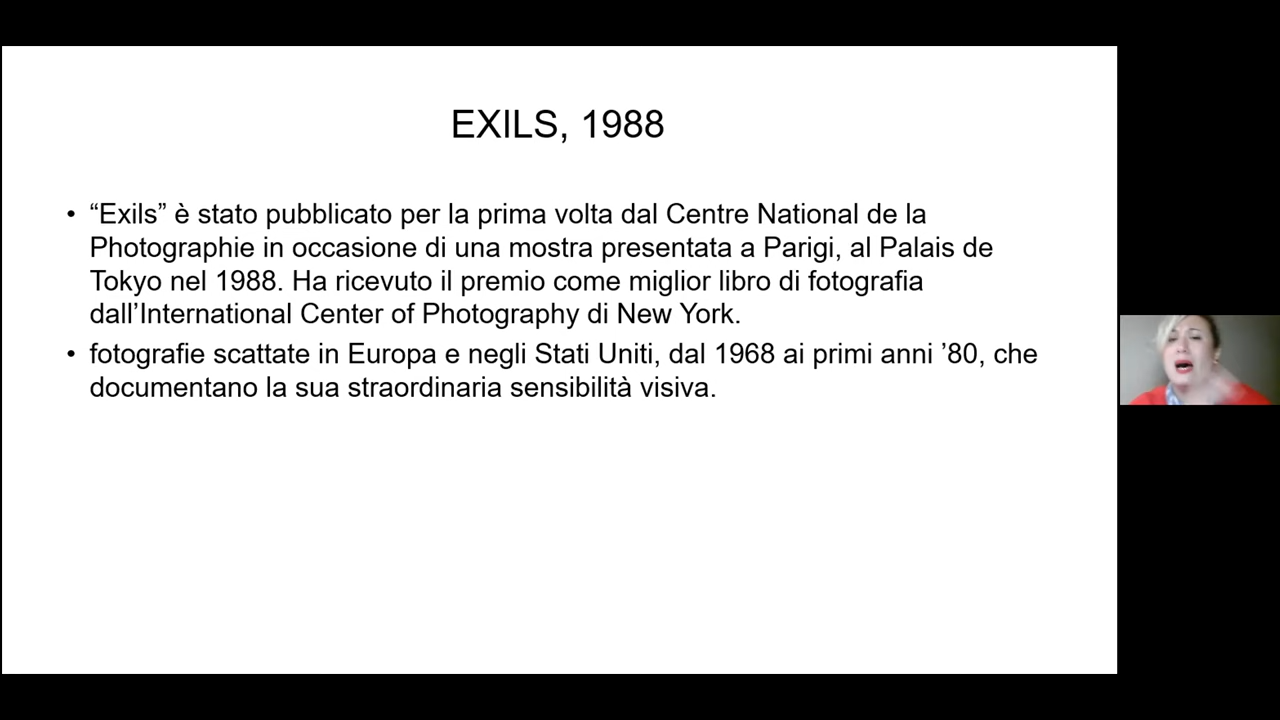 EXILS, 1988
• “Exils” è stato pubblicato per la prima volta dal Centre National de la
Photographie in occasione di una mostra presentata a Parigi, al Palais de
Tokyo nel 1988. Ha ricevuto il premio come miglior libro di fotografia
dall’International Center of Photography di New York.
• fotografie scattate in Europa e negli Stati Uniti, dal 1968 ai primi anni ’80, che
documentano la sua straordinaria sensibilità visiva.